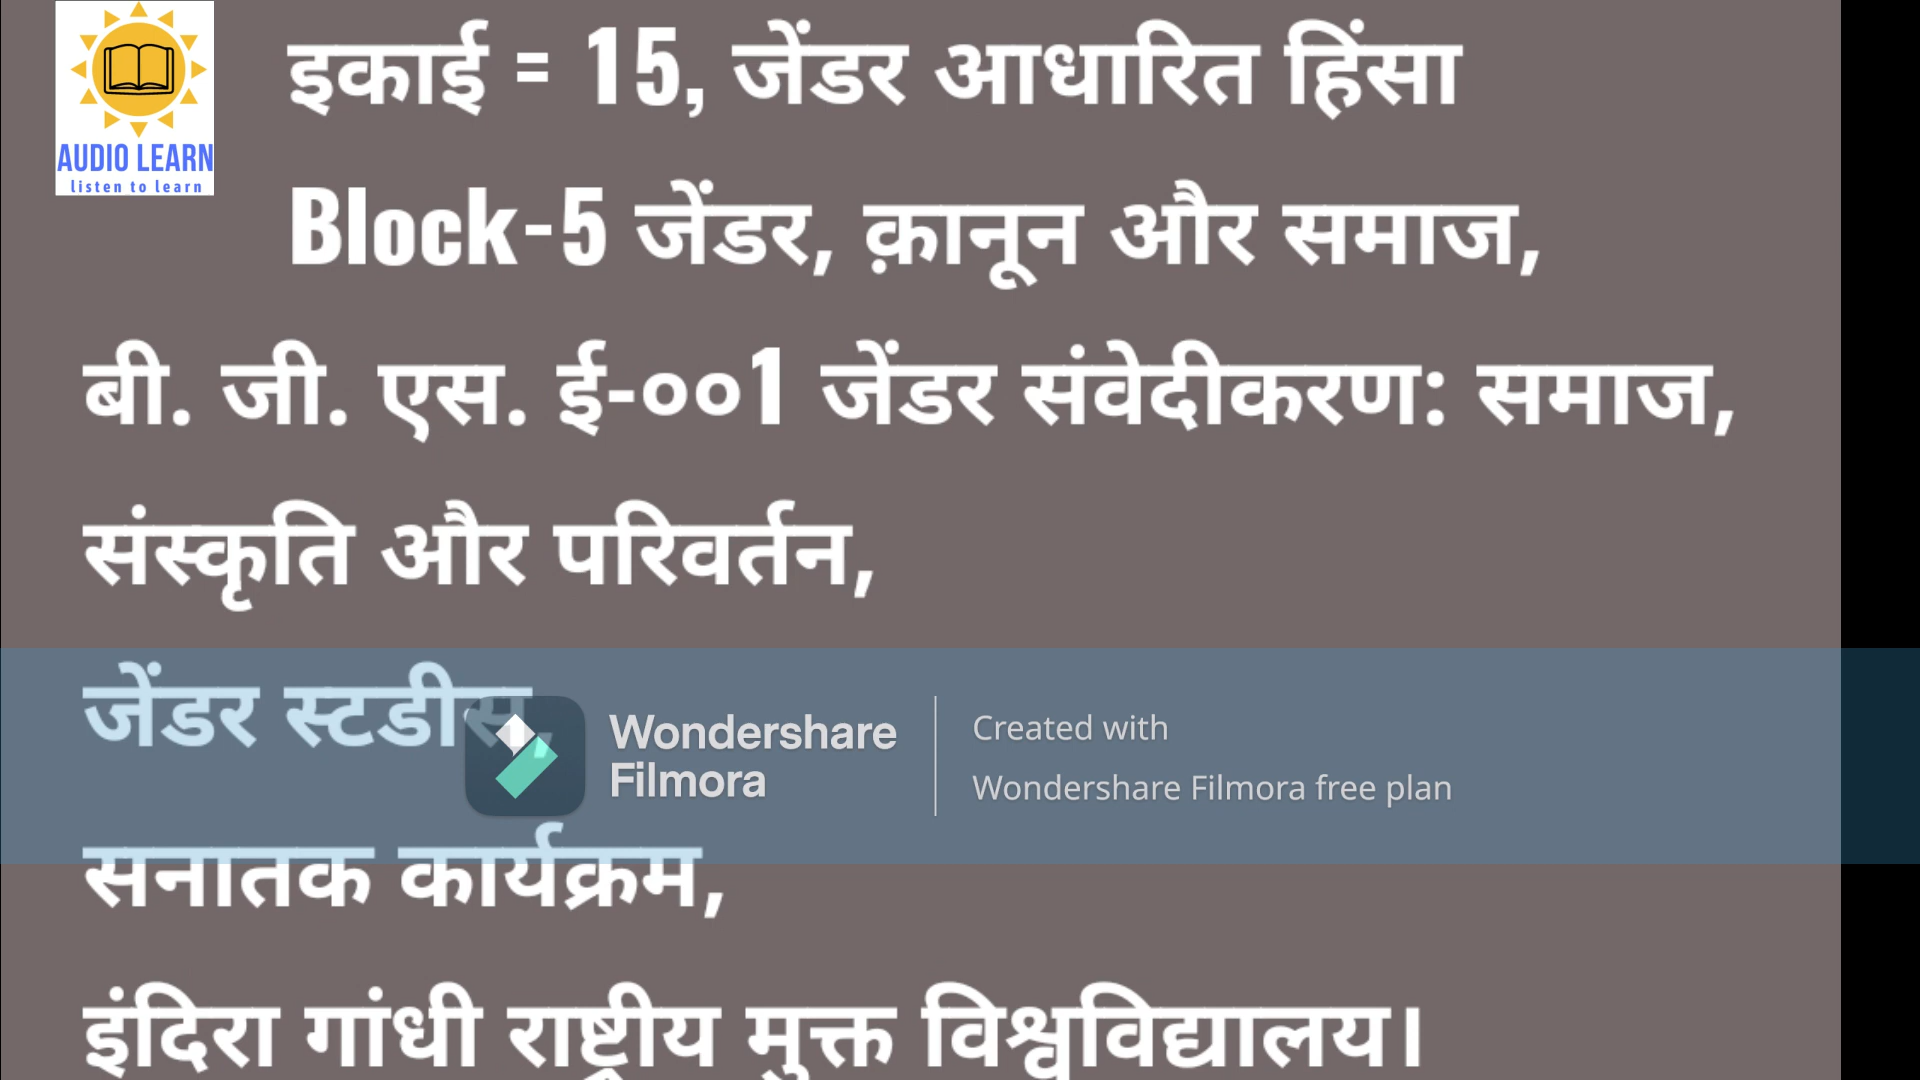 AUDIO LEARN
listen to learn
इकाई = 15, जेंडर आधारित हिंसा
Block-5 जेंडर, क़ानून और समाज,
बी. जी. एस. ई-००1 जेंडर संवेदीकरण: समाज,
संस्कृति और परिवर्तन,
जेंडर स्टडीस,
Wondershare
Filmora
Created with
Wondershare Filmora free plan
सनातक कार्यक्रम,
इंदिरा गांधी राष्ट्रीय मुक्त विश्वविद्यालय।